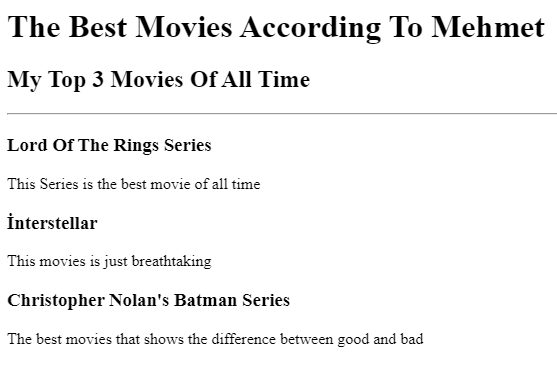 The Best Movies According To Mehmet
My Top 3 Movies Of All Time
Lord Of The Rings Series
This Series is the best movie of all time
İnterstellar
This movies is just breathtaking
Christopher Nolan's Batman Series
The best movies that shows the difference between good and bad